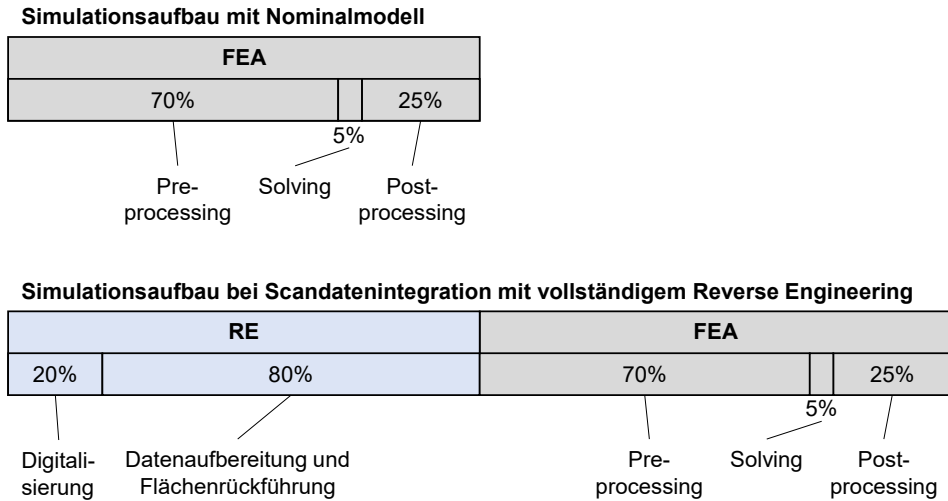 Simulationsaufbau mit Nominalmodell
FEA
70%
25%
5%
Pre-
processing
Solving
Post-
processing
Simulationsaufbau bei Scandatenintegration mit vollständigem Reverse Engineering
RE
FEA
20%
80%
70%
25%
5%
Digitali-
sierung
Datenaufbereitung und
Flächenrückführung
Pre-
processing
Solving
Post-
processing